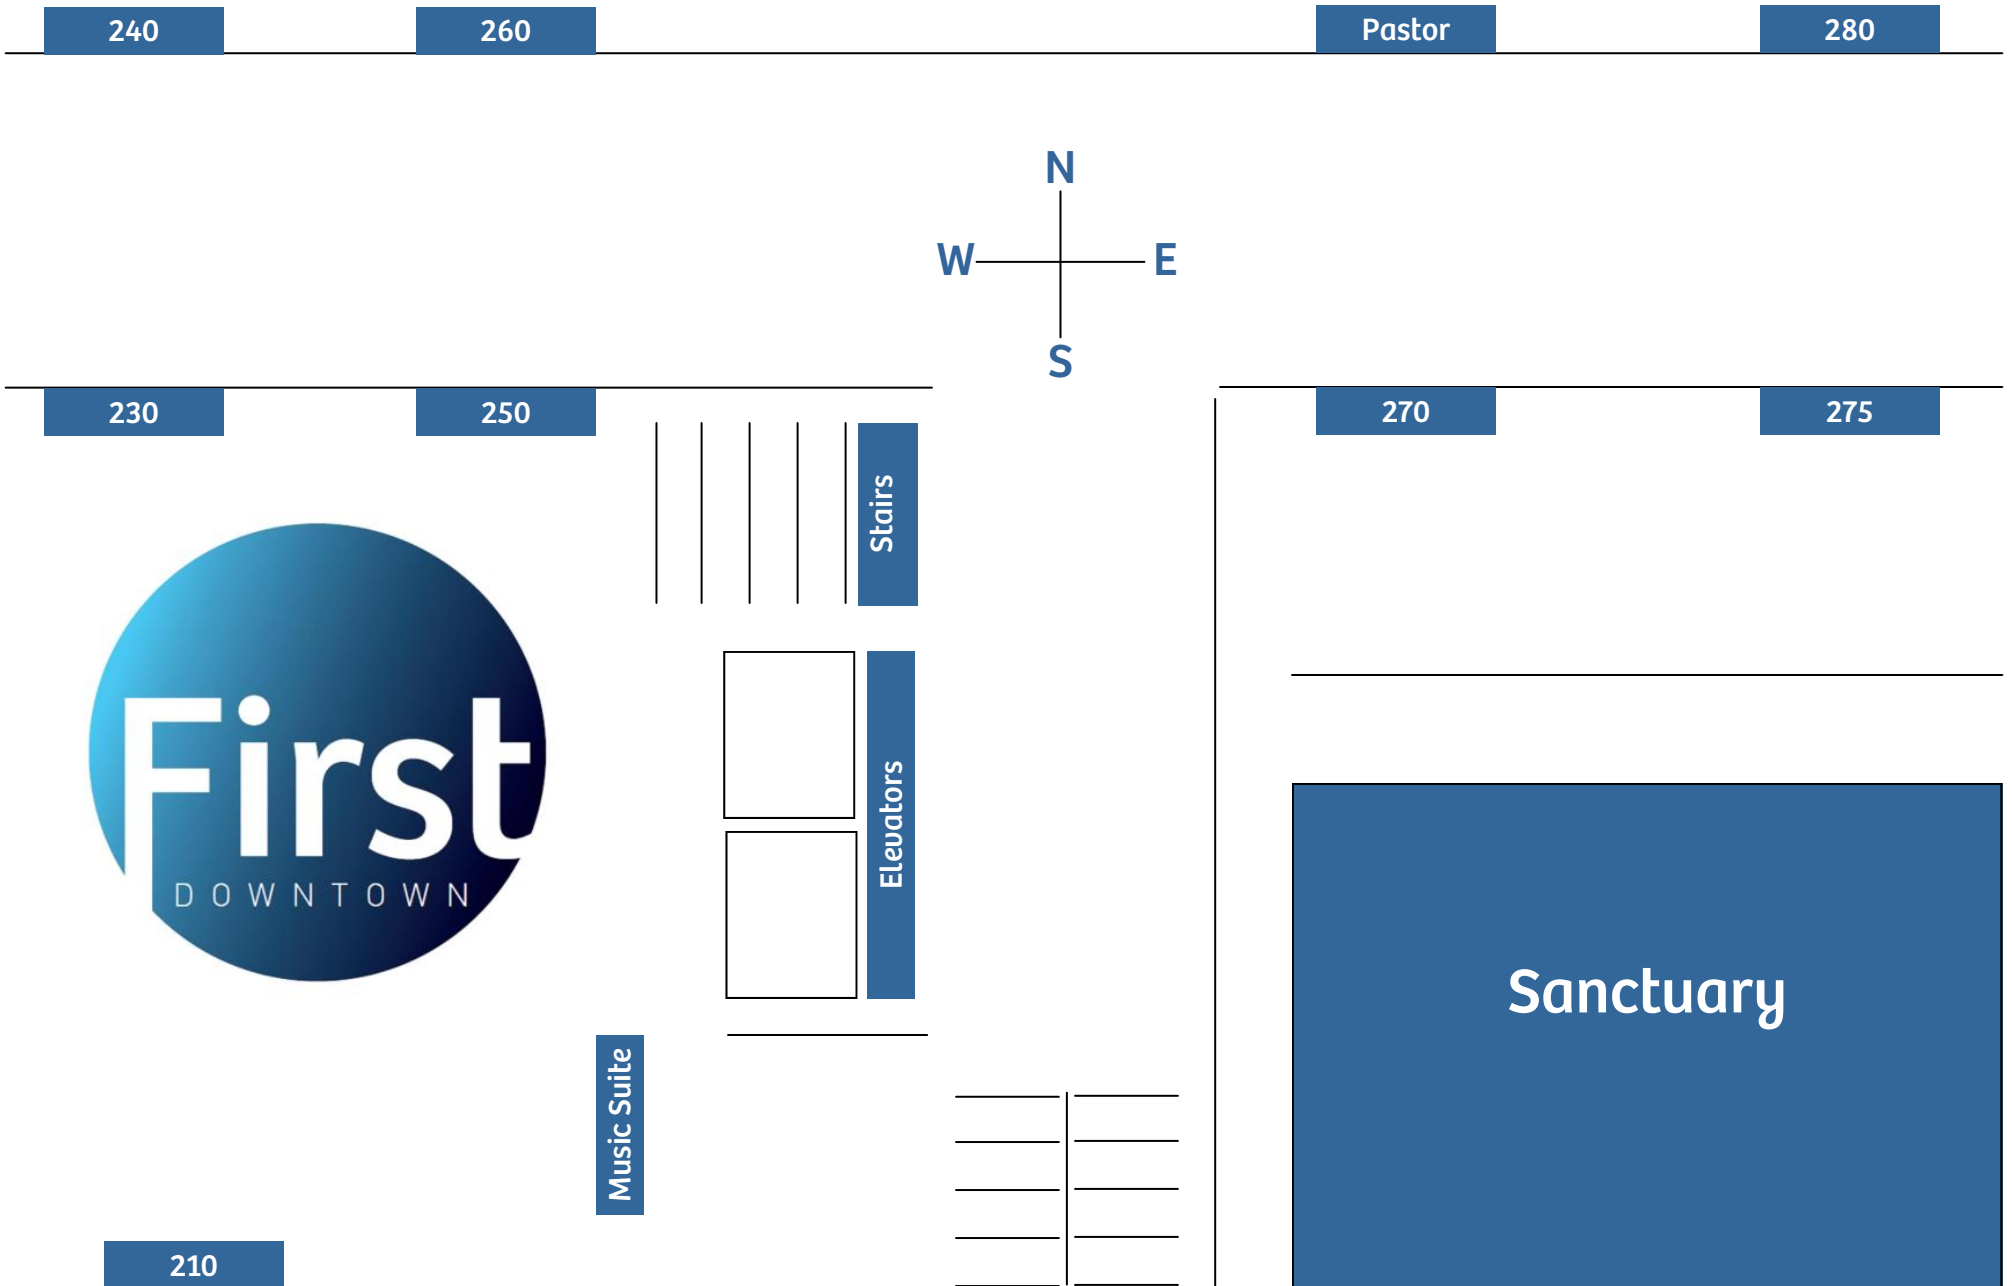 240
260
Pastor
280
N
W
E
S
230
250
270
275
Stairs
First
DOWNTOWN
Elevators
Sanctuary
Music Suite
210